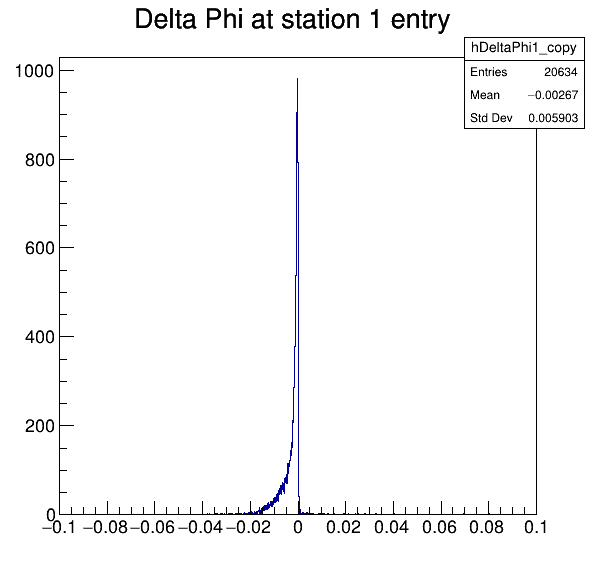 Delta Phi at station 1 entry
hDeltaPhi1_copy
Entries 20634
Mean −0.00267
Std Dev 0.005903
1000
800
600
400
200
0
−0.1 −0.08 −0.06 −0.04 −0.02 0 0.02 0.04 0.06 0.08 0.1